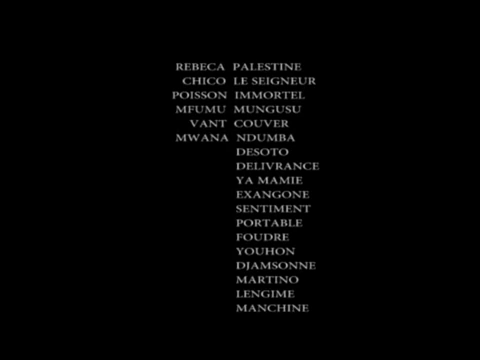 REBECA PALESTINE
CHICO LE SEIGNEUR
POISSON IMMORTEL
MFUMU MUNGUSU
VANT COUVER
MWANA NDUMBA
DESOTO
DELIVRANCE
YA MAMIE
EXANGONE
SENTIMENT
PORTABLE
FOUDRE
YOUHON
DJAMSONNE
MARTINO
LENGIME
MANCHINE